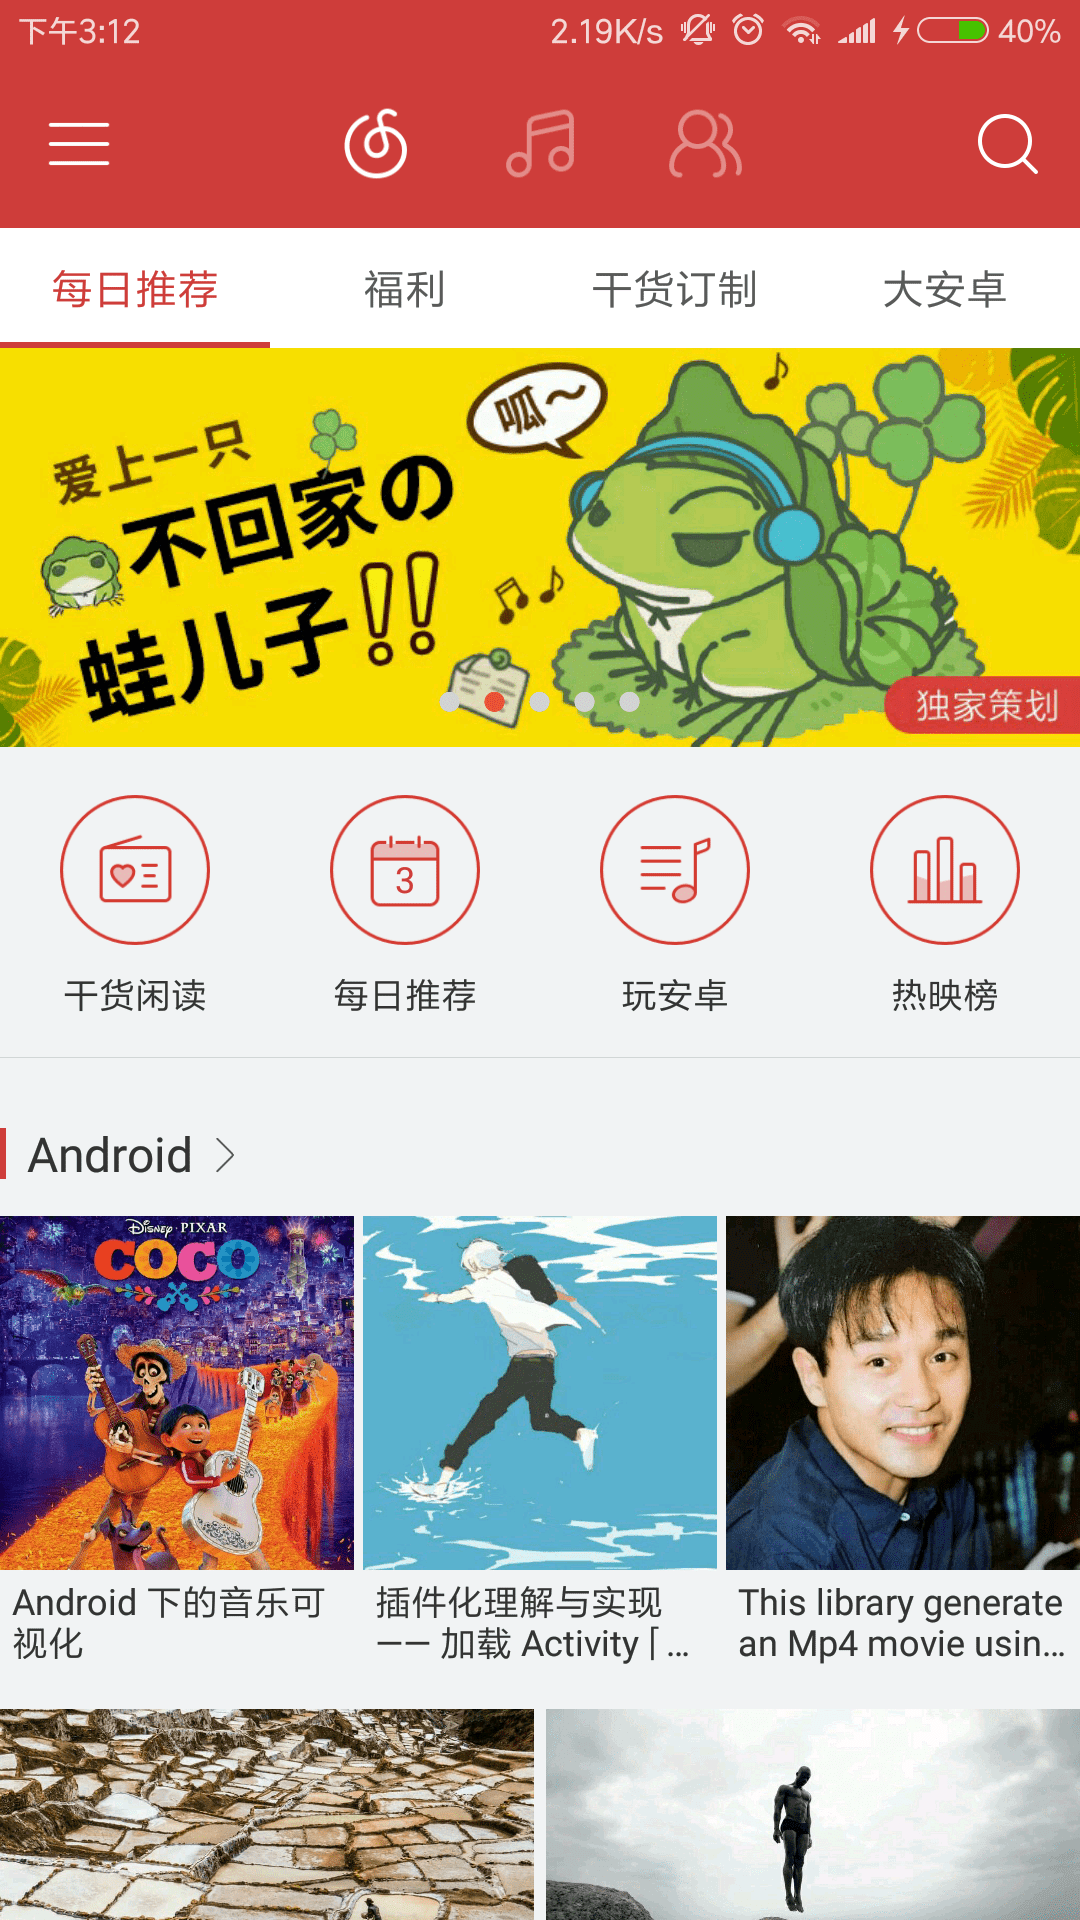 下午3:12
2.19K/s
40%
每日推荐
福利
干货订制
大安卓
呱~
爱上一只
不回家の
蛙儿子!!
独家策划
3
干货闲读
每日推荐
玩安卓
热映榜
Android
Disney·PIXAR
COCO
Android 下的音乐可
视化
插件化理解与实现
—— 加载 Activity「…
This library generate
an Mp4 movie usin…